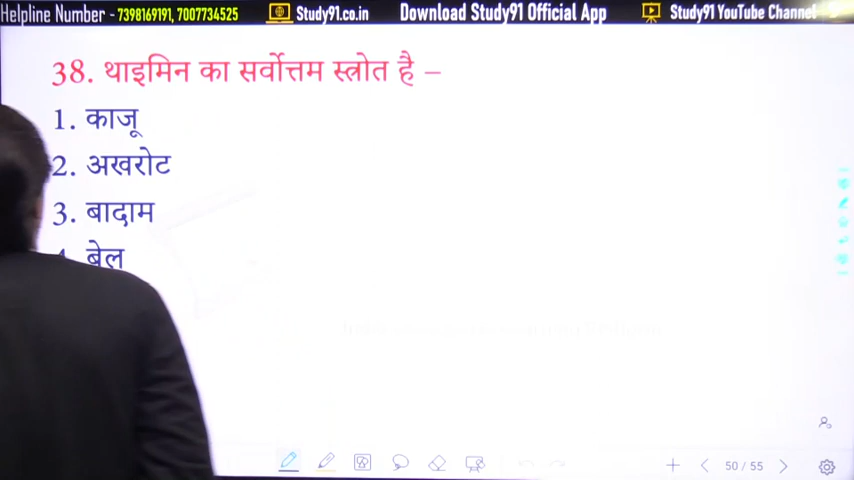 Helpline Number - 7398169191, 7007734525 Study91.co.in Download Study91 Official App Study91 YouTube Channel
38. थाइमिन का सर्वोत्तम स्त्रोत है –
1. काजू
2. अखरोट
3. बादाम
4. बेल
50 / 55